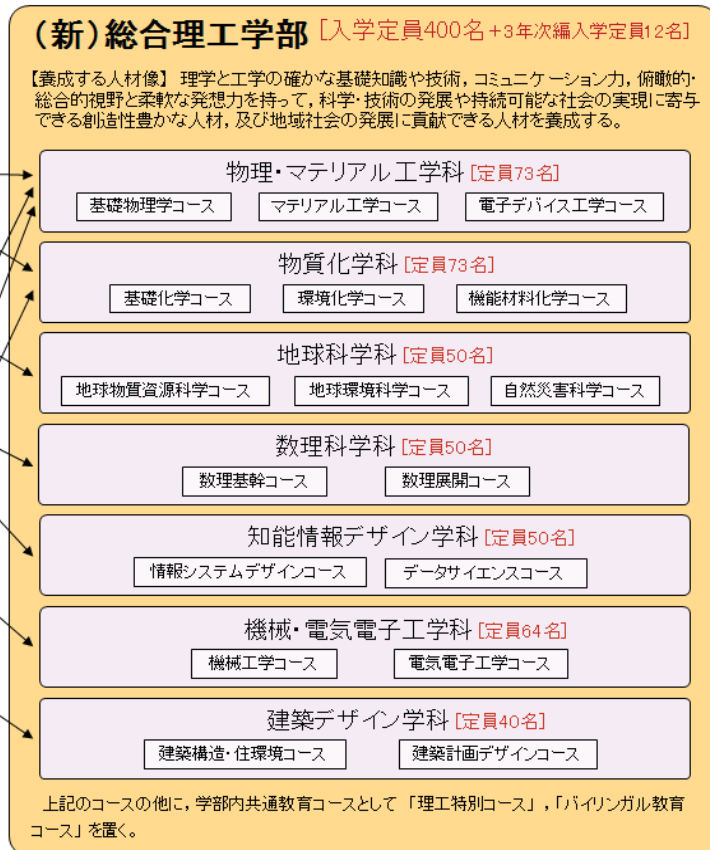 （新）総合理工学部 ［入学定員400名＋3年次編入学定員12名］
【養成する人材像】 理学と工学の確かな基礎知識や技術，コミュニケーション力，俯瞰的・
総合的視野と柔軟な発想力を持って，科学・技術の発展や持続可能な社会の実現に寄与
できる創造性豊かな人材，及び地域社会の発展に貢献できる人材を養成する。
物理・マテリアル工学科 ［定員73名］
基礎物理学コース マテリアル工学コース 電子デバイス工学コース
物質化学科 ［定員73名］
基礎化学コース 環境化学コース 機能材料化学コース
地球科学科 ［定員50名］
地球物質資源科学コース 地球環境科学コース 自然災害科学コース
数理科学科 ［定員50名］
数理基幹コース 数理展開コース
知能情報デザイン学科 ［定員50名］
情報システムデザインコース データサイエンスコース
機械・電気電子工学科 ［定員64名］
機械工学コース 電気電子工学コース
建築デザイン学科 ［定員40名］
建築構造・住環境コース 建築計画デザインコース
上記のコースの他に，学部内共通教育コースとして 「理工特別コース」，「バイリンガル教育
コース」を置く。